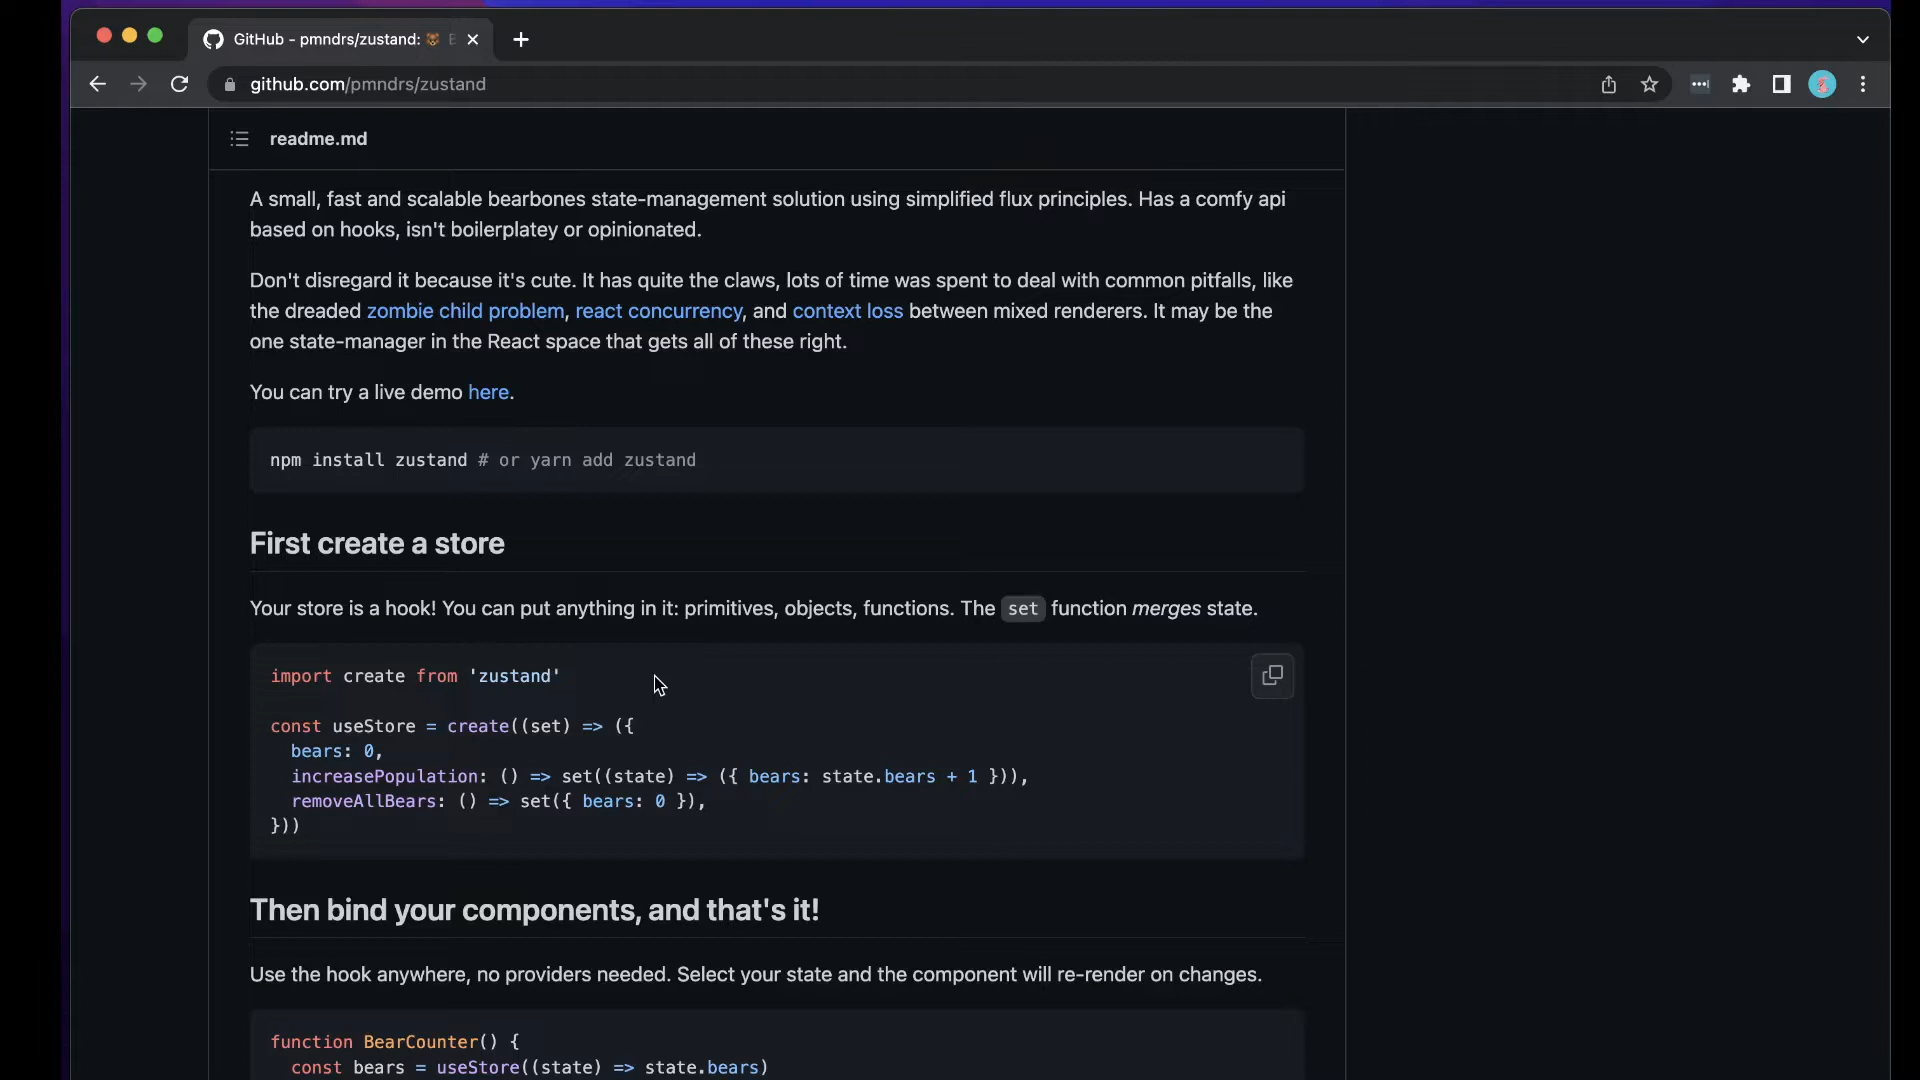 GitHub - pmndrs/zustand: 🐻 B
github.com/pmndrs/zustand
readme.md
A small, fast and scalable bearbones state-management solution using simplified flux principles. Has a comfy api
based on hooks, isn't boilerplatey or opinionated.
Don't disregard it because it's cute. It has quite the claws, lots of time was spent to deal with common pitfalls, like
the dreaded zombie child problem, react concurrency, and context loss between mixed renderers. It may be the
one state-manager in the React space that gets all of these right.
You can try a live demo here.
npm install zustand # or yarn add zustand
First create a store
Your store is a hook! You can put anything in it: primitives, objects, functions. The set function merges state.
import create from 'zustand'
const useStore = create((set) => ({
  bears: 0,
  increasePopulation: () => set((state) => ({ bears: state.bears + 1 })),
  removeAllBears: () => set({ bears: 0 }),
}))
Then bind your components, and that's it!
Use the hook anywhere, no providers needed. Select your state and the component will re-render on changes.
function BearCounter() {
  const bears = useStore((state) => state.bears)